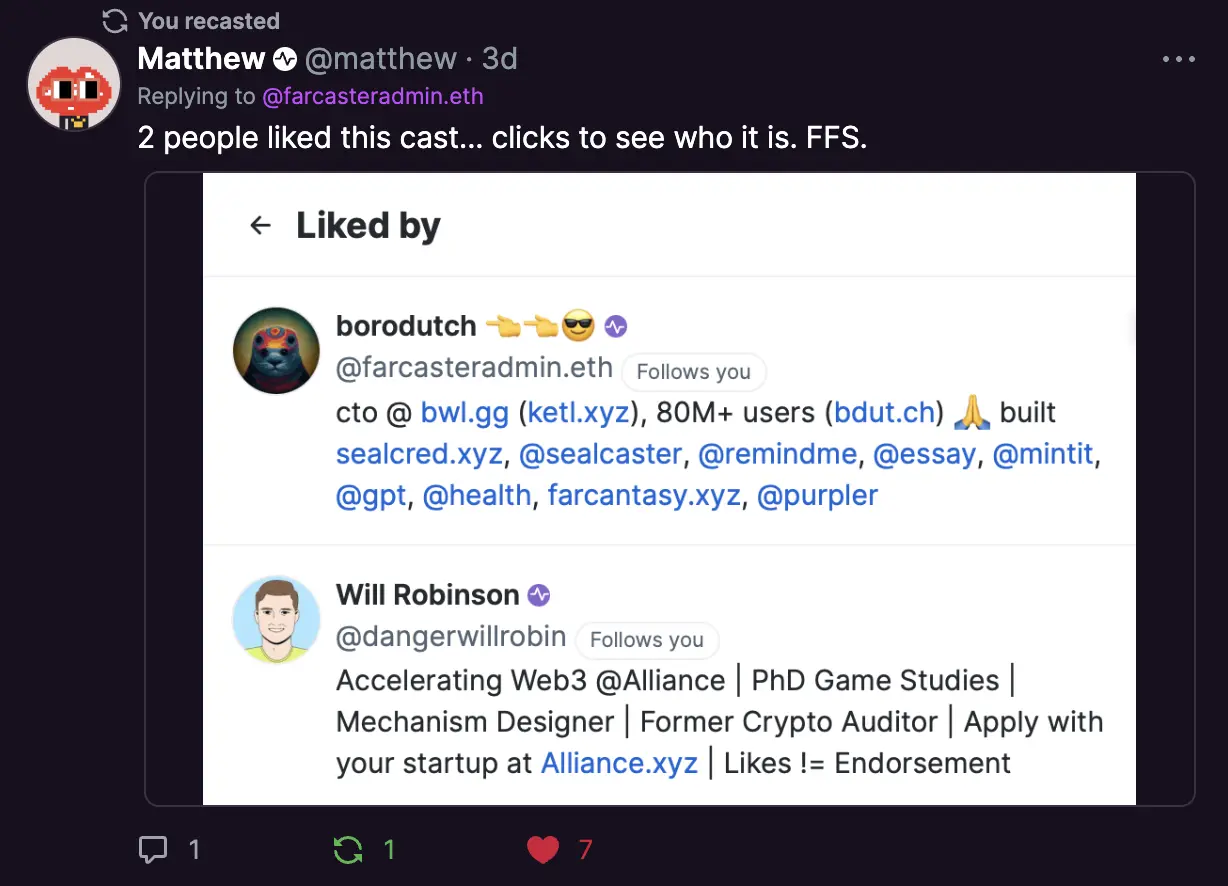 You recasted
Matthew @matthew · 3d
Replying to @farcasteradmin.eth
2 people liked this cast... clicks to see who it is. FFS.
← Liked by
borodutch 👈👈😎
@farcasteradmin.eth Follows you
cto @ bwl.gg (ketl.xyz), 80M+ users (bdut.ch) 🙏 built
sealcred.xyz, @sealcaster, @remindme, @essay, @mintit,
@gpt, @health, farcantasy.xyz, @purpler
Will Robinson
@dangerwillrobin Follows you
Accelerating Web3 @Alliance | PhD Game Studies |
Mechanism Designer | Former Crypto Auditor | Apply with
your startup at Alliance.xyz | Likes != Endorsement
1 1 7